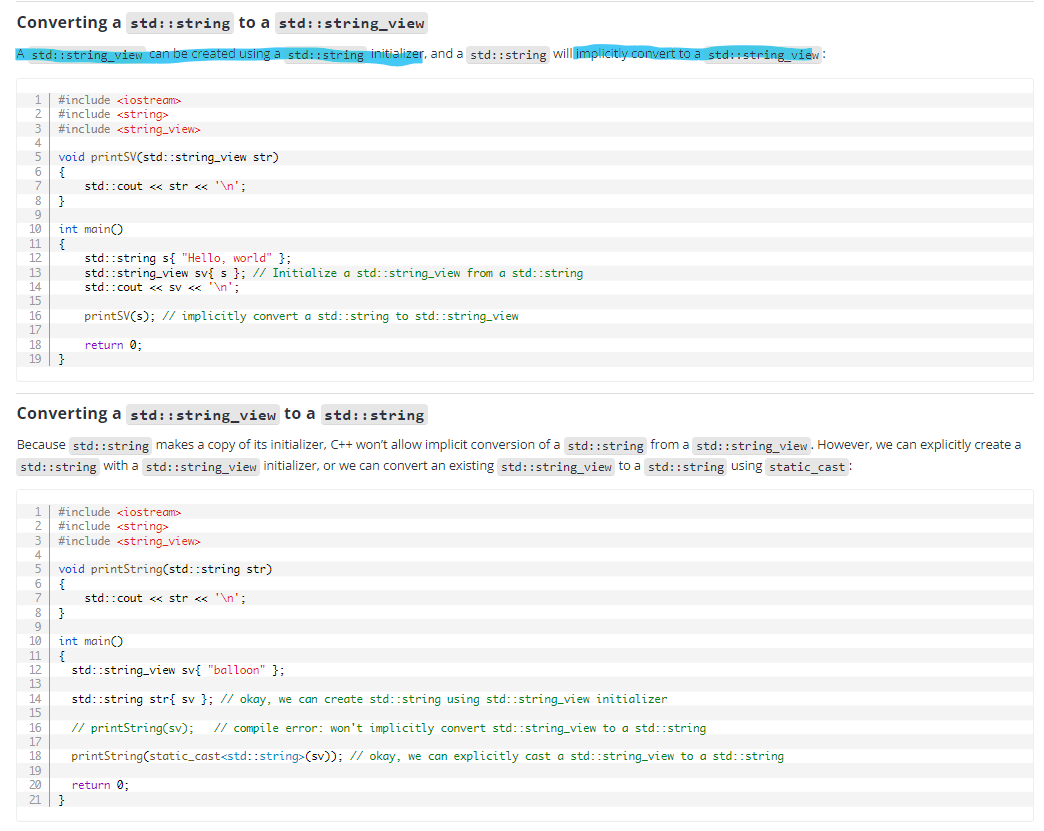 Converting a std::string to a std::string_view
A std::string_view can be created using a std::string initializer, and a std::string will implicitly convert to a std::string_view:
1 #include <iostream>
2 #include <string>
3 #include <string_view>
4
5 void printSV(std::string_view str)
6 {
7     std::cout << str << '\n';
8 }
9
10 int main()
11 {
12     std::string s{ "Hello, world" };
13     std::string_view sv{ s }; // Initialize a std::string_view from a std::string
14     std::cout << sv << '\n';
15
16     printSV(s); // implicitly convert a std::string to std::string_view
17
18     return 0;
19 }
Converting a std::string_view to a std::string
Because std::string makes a copy of its initializer, C++ won’t allow implicit conversion of a std::string from a std::string_view. However, we can explicitly create a
std::string with a std::string_view initializer, or we can convert an existing std::string_view to a std::string using static_cast:
1 #include <iostream>
2 #include <string>
3 #include <string_view>
4
5 void printString(std::string str)
6 {
7     std::cout << str << '\n';
8 }
9
10 int main()
11 {
12   std::string_view sv{ "balloon" };
13
14   std::string str{ sv }; // okay, we can create std::string using std::string_view initializer
15
16   // printString(sv);   // compile error: won't implicitly convert std::string_view to a std::string
17
18   printString(static_cast<std::string>(sv)); // okay, we can explicitly cast a std::string_view to a std::string
19
20   return 0;
21 }